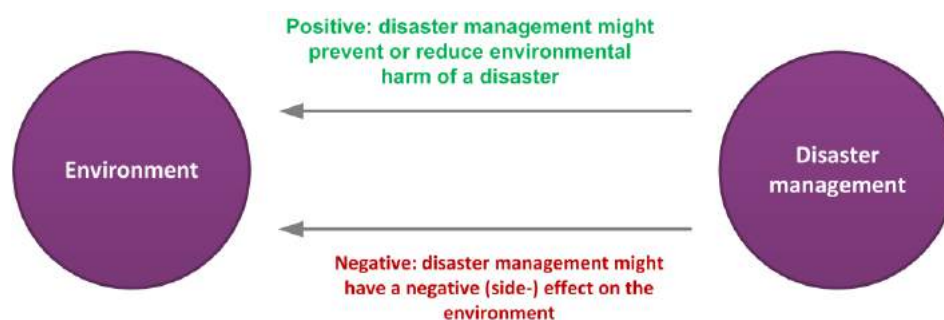 Positive: disaster management might
prevent or reduce environmental
harm of a disaster
Environment
Disaster
management
Negative: disaster management might
have a negative (side-) effect on the
environment